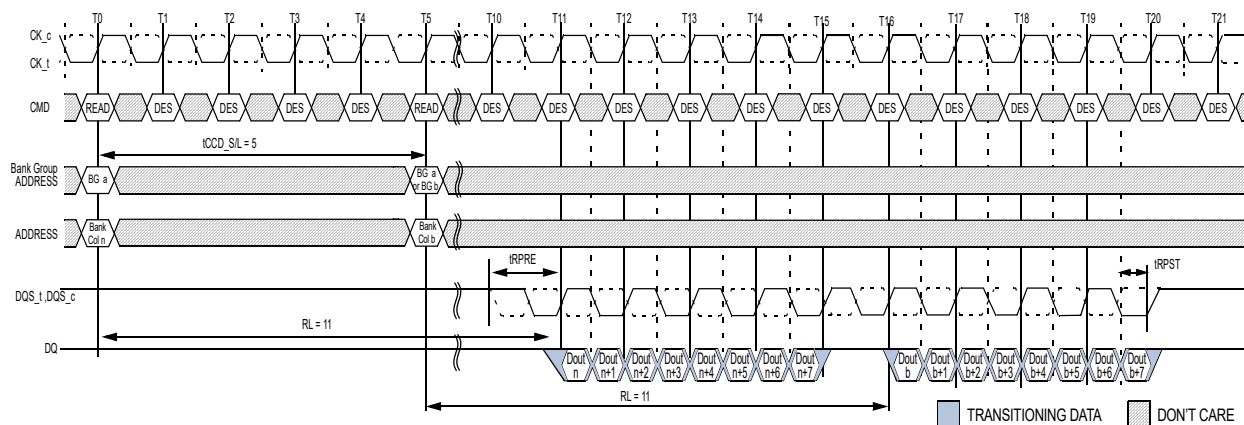 T0 T1 T2 T3 T4 T5 T10 T11 T12 T13 T14 T15 T16 T17 T18 T19 T20 T21
CK_c
CK_t
CMD READ DES DES DES DES READ DES DES DES DES DES DES DES DES DES DES DES DES
tCCD_S/L = 5
Bank Group
ADDRESS
BG a
BG a
or BG b
ADDRESS
Bank
Col n
Bank
Col b
tRPRE
tRPST
DQS_t ,DQS_c
RL = 11
DQ
Dout
n
Dout
n+1
Dout
n+2
Dout
n+3
Dout
n+4
Dout
n+5
Dout
n+6
Dout
n+7
Dout
b
Dout
b+1
Dout
b+2
Dout
b+3
Dout
b+4
Dout
b+5
Dout
b+6
Dout
b+7
RL = 11
TRANSITIONING DATA
DON'T CARE